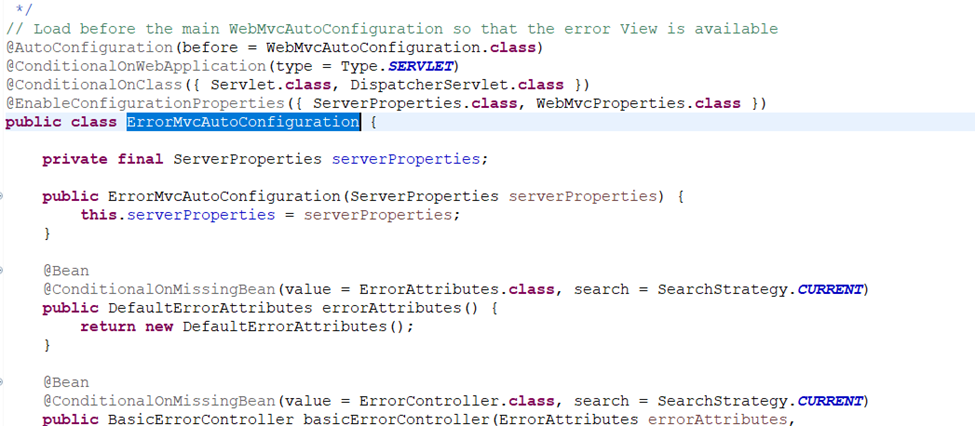 */
// Load before the main WebMvcAutoConfiguration so that the error View is available
@AutoConfiguration(before = WebMvcAutoConfiguration.class)
@ConditionalOnWebApplication(type = Type.SERVLET)
@ConditionalOnClass({ Servlet.class, DispatcherServlet.class })
@EnableConfigurationProperties({ ServerProperties.class, WebMvcProperties.class })
public class ErrorMvcAutoConfiguration {
private final ServerProperties serverProperties;
public ErrorMvcAutoConfiguration(ServerProperties serverProperties) {
this.serverProperties = serverProperties;
}
@Bean
@ConditionalOnMissingBean(value = ErrorAttributes.class, search = SearchStrategy.CURRENT)
public DefaultErrorAttributes errorAttributes() {
return new DefaultErrorAttributes();
}
@Bean
@ConditionalOnMissingBean(value = ErrorController.class, search = SearchStrategy.CURRENT)
public BasicErrorController basicErrorController(ErrorAttributes errorAttributes,